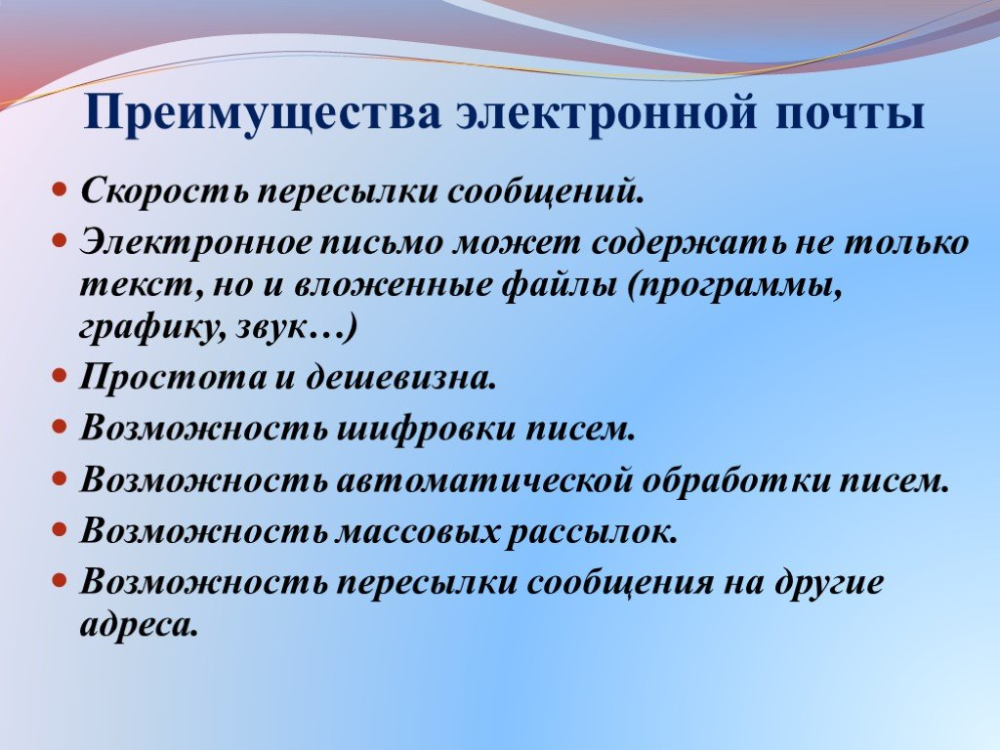 Преимущества электронной почты
• Скорость пересылки сообщений.
• Электронное письмо может содержать не только
текст, но и вложенные файлы (программы,
графику, звук…)
• Простота и дешевизна.
• Возможность шифровки писем.
• Возможность автоматической обработки писем.
• Возможность массовых рассылок.
• Возможность пересылки сообщения на другие
адреса.